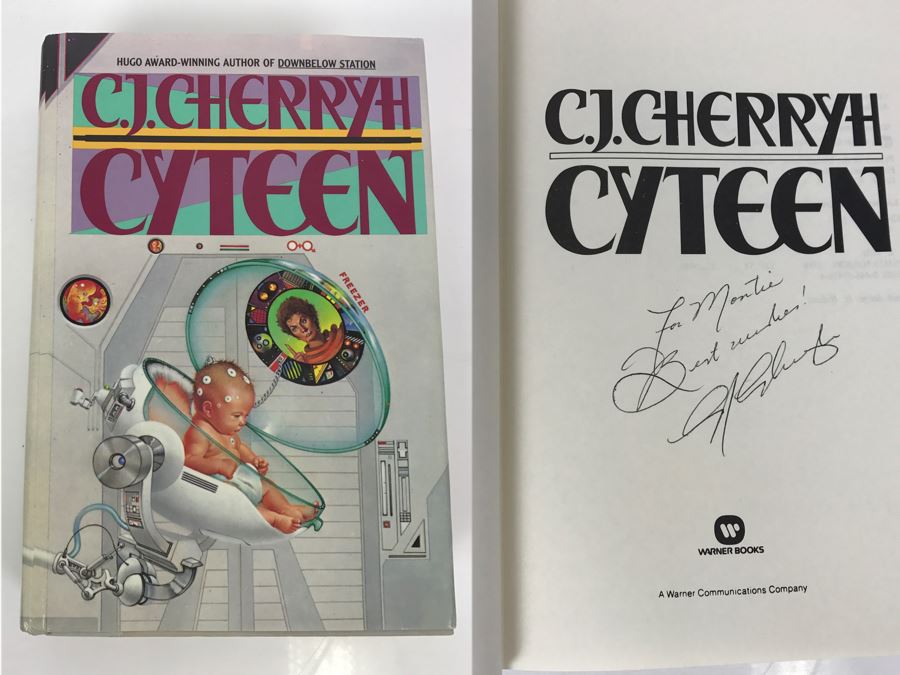 HUGO AWARD-WINNING AUTHOR OF DOWNBELOW STATION
C.J. CHERRYH
CYTEEN
FREEZER
C.J. CHERRYH
CYTEEN
For Montie
Best wishes!
WARNER BOOKS
A Warner Communications Company